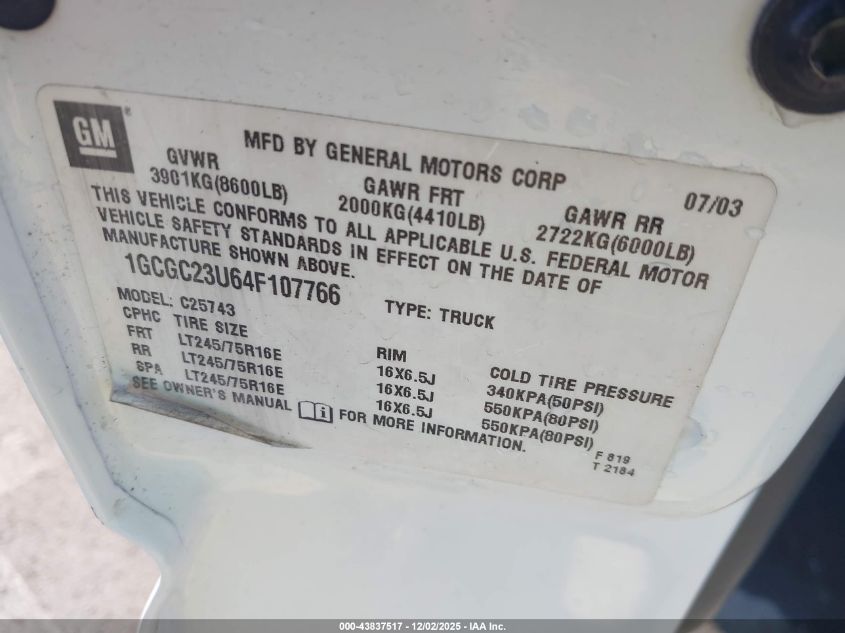 GM®
MFD BY GENERAL MOTORS CORP 07/03
GVWR GAWR FRT GAWR RR
3901KG(8600LB) 2000KG(4410LB) 2722KG(6000LB)
THIS VEHICLE CONFORMS TO ALL APPLICABLE U.S. FEDERAL MOTOR
VEHICLE SAFETY STANDARDS IN EFFECT ON THE DATE OF
MANUFACTURE SHOWN ABOVE.
1GCGC23U64F107766 TYPE: TRUCK
MODEL: C25743
CPHC TIRE SIZE RIM COLD TIRE PRESSURE
FRT LT245/75R16E 16X6.5J 340KPA(50PSI)
RR LT245/75R16E 16X6.5J 550KPA(80PSI)
SPA LT245/75R16E 16X6.5J 550KPA(80PSI)
SEE OWNER'S MANUAL FOR MORE INFORMATION.
F 819
T 2184
000-43837517 • 12/02/2025 • IAA Inc.